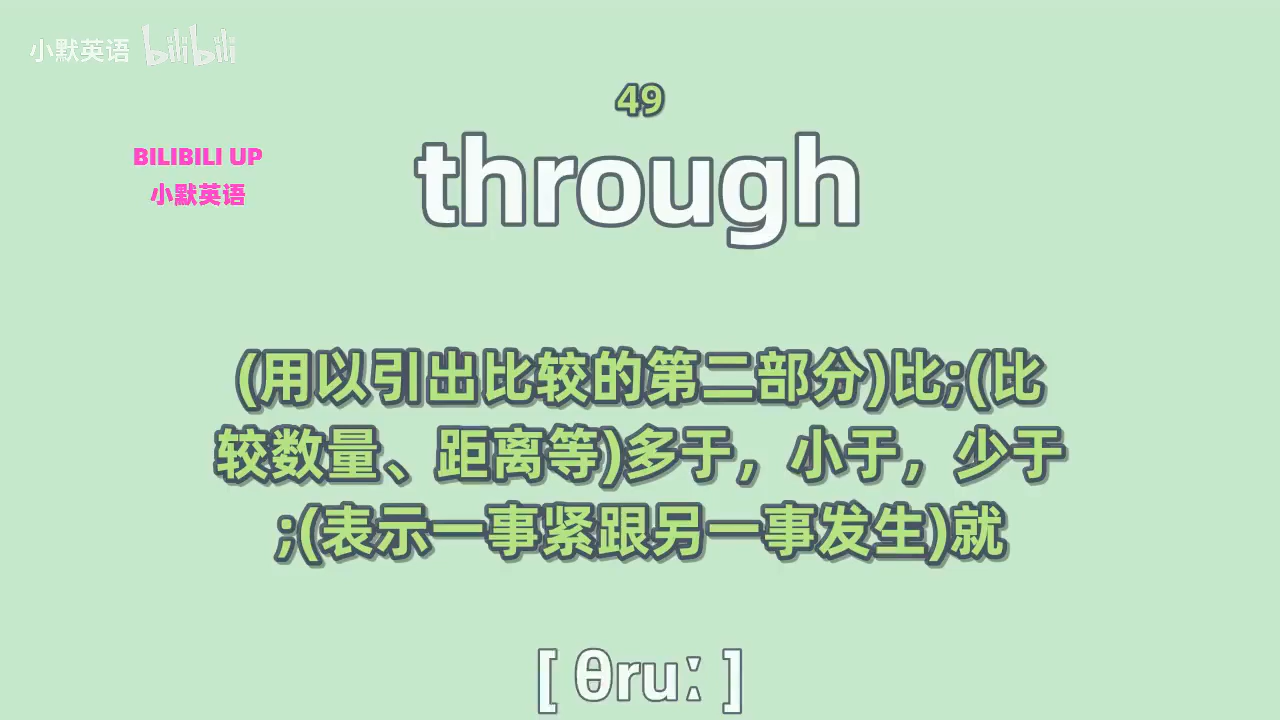 小默英语 bilibili
49
BILIBILI UP
through
小默英语
(用以引出比较的第二部分)比;(比
较数量、距离等)多于，小于，少于
;(表示一事紧跟另一事发生)就
[ θruː ]